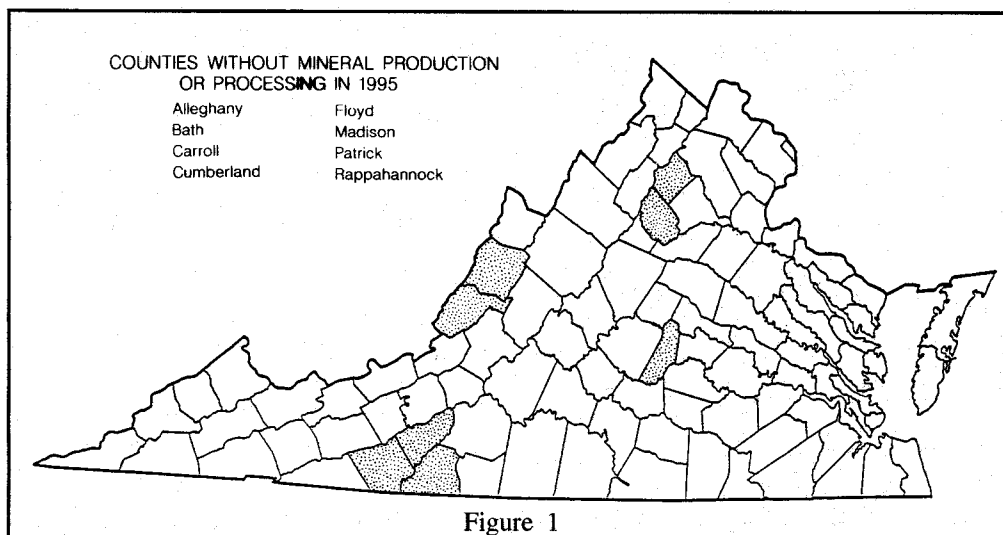 COUNTIES WITHOUT MINERAL PRODUCTION
OR PROCESSING IN 1995
Alleghany
Bath
Carroll
Cumberland
Floyd
Madison
Patrick
Rappahannock
Figure 1